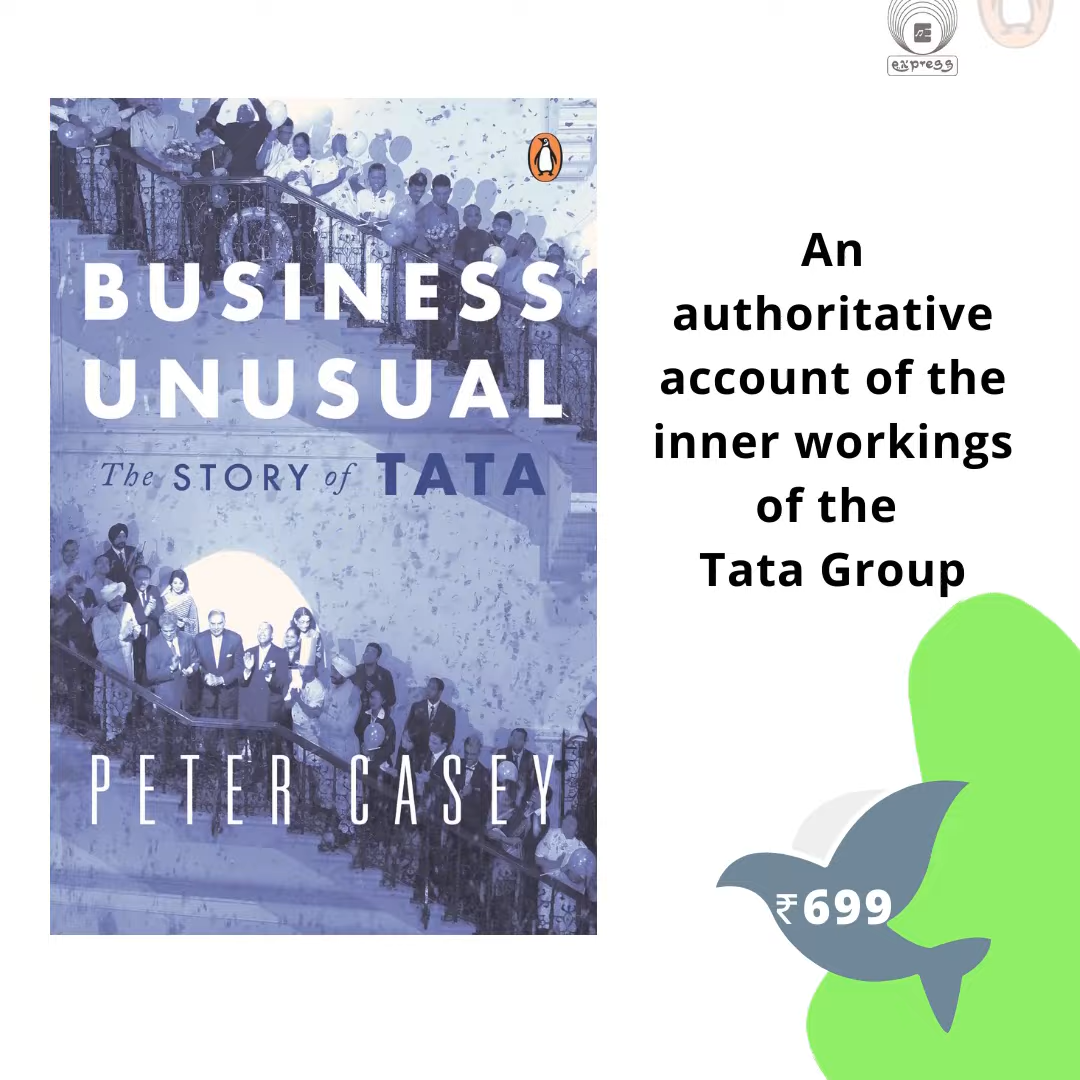 express
BUSINESS
UNUSUAL
The STORY of TATA
PETER CASEY
An
authoritative
account of the
inner workings
of the
Tata Group
₹699